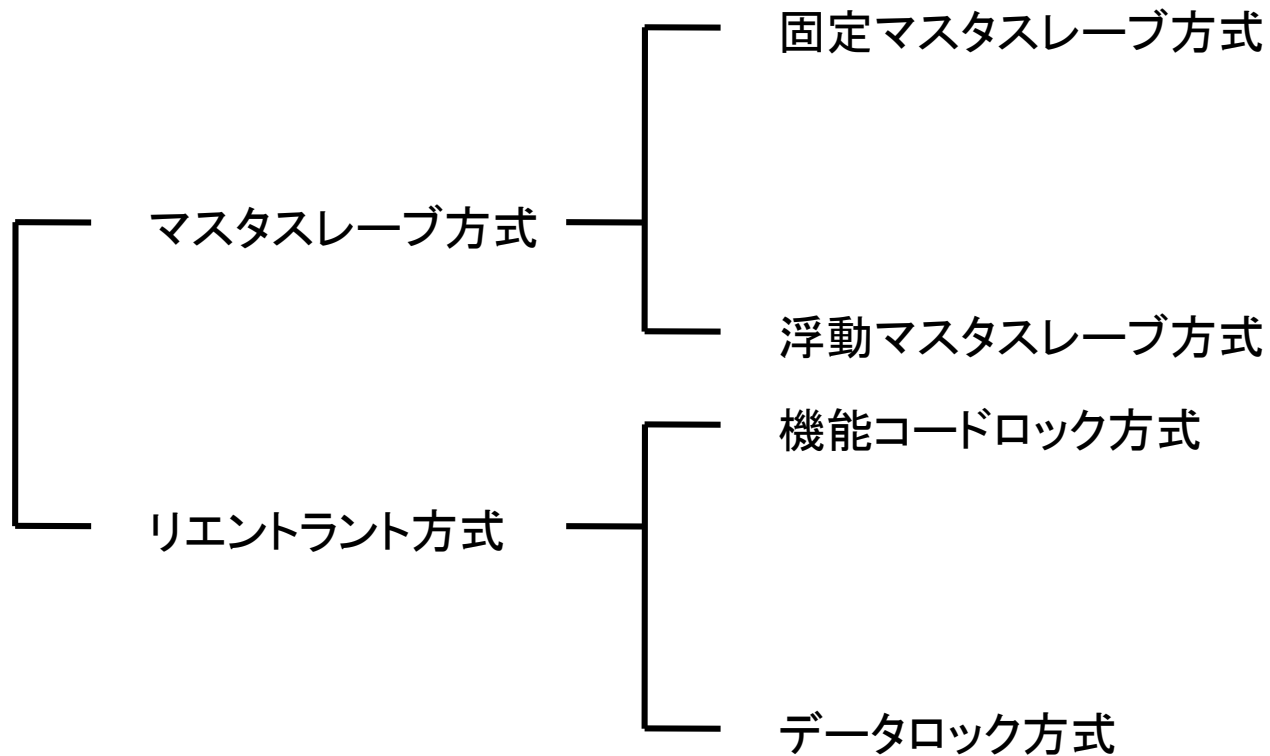 固定マスタスレーブ方式
マスタスレーブ方式
浮動マスタスレーブ方式
機能コードロック方式
リエントラント方式
データロック方式